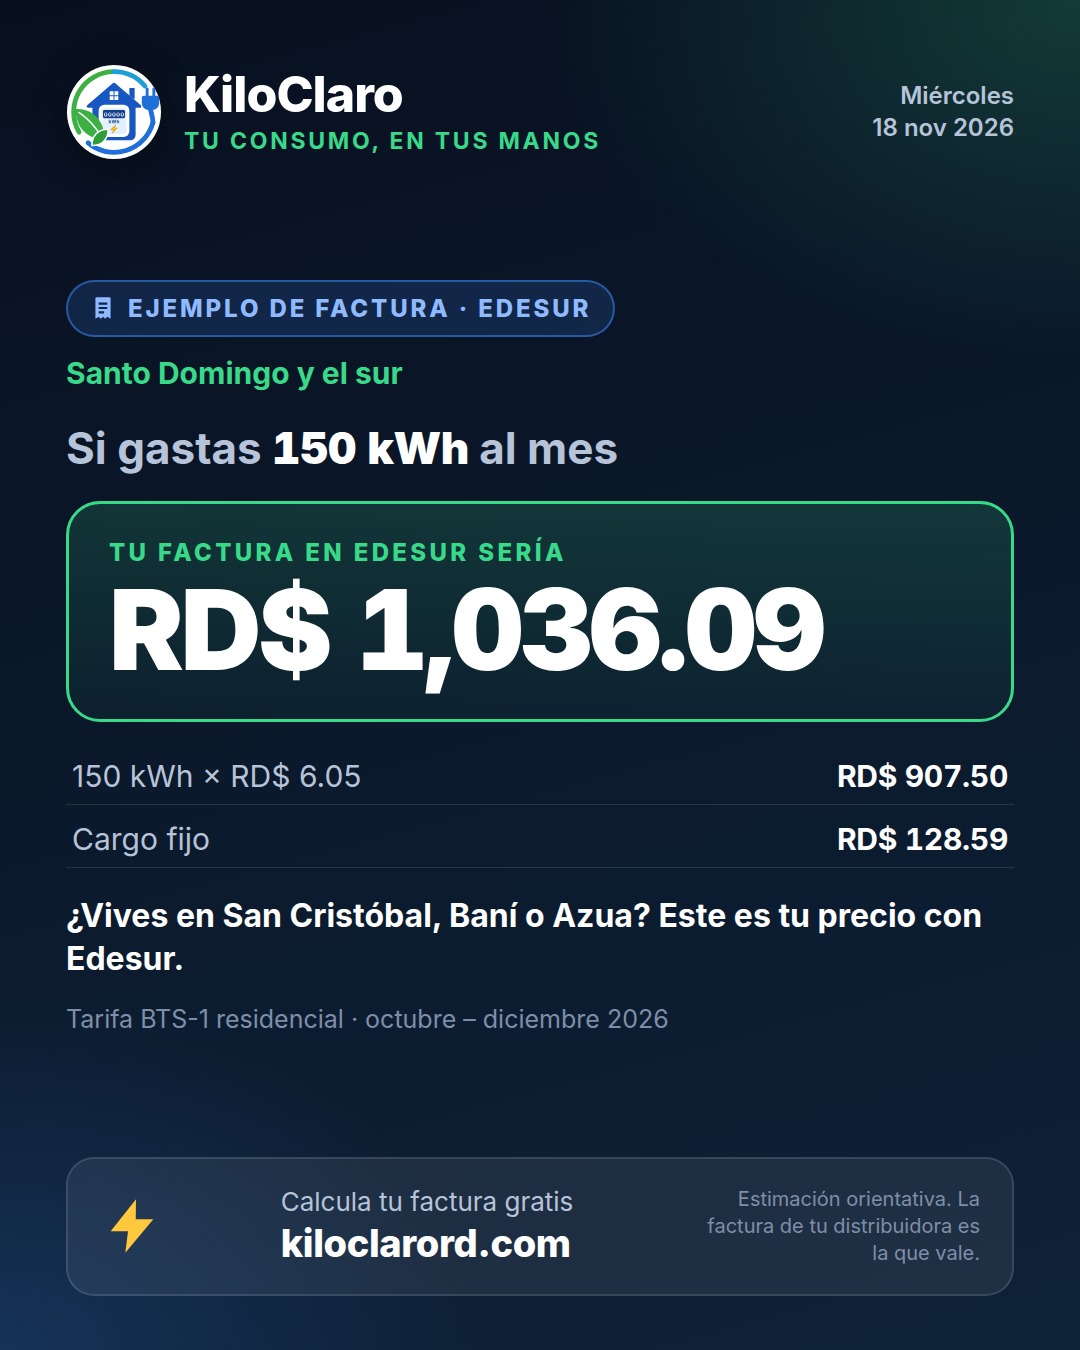 KiloClaro
TU CONSUMO, EN TUS MANOS
Miércoles
18 nov 2026
EJEMPLO DE FACTURA · EDESUR
Santo Domingo y el sur
Si gastas 150 kWh al mes
TU FACTURA EN EDESUR SERÍA
RD$ 1,036.09
150 kWh × RD$ 6.05 RD$ 907.50
Cargo fijo RD$ 128.59
¿Vives en San Cristóbal, Baní o Azua? Este es tu precio con
Edesur.
Tarifa BTS-1 residencial · octubre – diciembre 2026
Calcula tu factura gratis
kiloclarord.com
Estimación orientativa. La
factura de tu distribuidora es
la que vale.